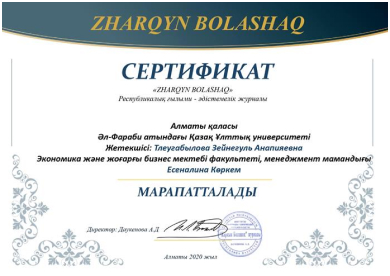 ZHARQYN BOLASHAQ
СЕРТИФИКАТ
«ZHARQYN BOLASHAQ»
Республикалық ғылыми - әдістемелік журналы
Алматы қаласы
Әл-Фараби атындағы Қазақ Ұлттық университеті
Жетекшісі: Тлеугабылова Зейнегуль Анапияевна
Экономика және жоғарғы бизнес мектебі факультеті, менеджмент мамандығы
Есеналина Көркем
МАРАПАТТАЛАДЫ
Директор: Дауменова А.Д
Алматы 2020 жыл